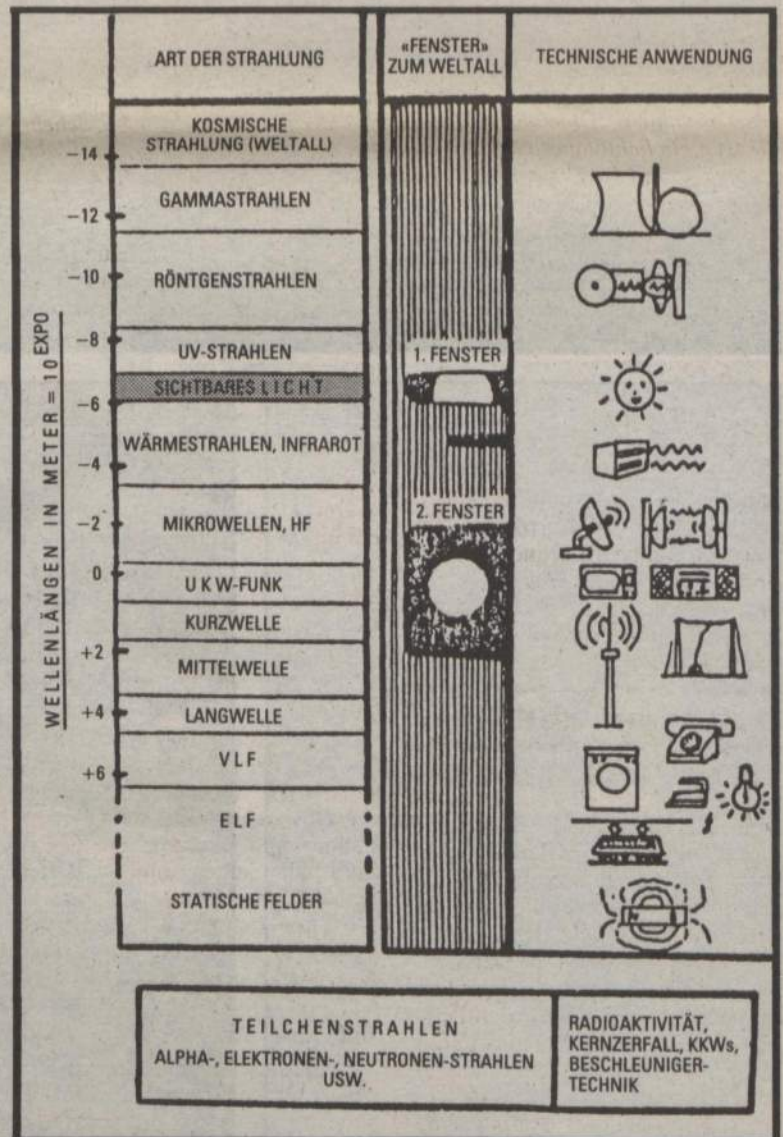 ART DER STRAHLUNG
«FENSTER»
ZUM WELTALL
TECHNISCHE ANWENDUNG
WELLENLÄNGEN IN METER = 10 EXPO
-14
-12
-10
-8
-6
-4
-2
0
+2
+4
+6
KOSMISCHE
STRAHLUNG (WELTALL)
GAMMASTRAHLEN
RÖNTGENSTRAHLEN
UV-STRAHLEN
SICHTBARES LICHT
WÄRMESTRAHLEN, INFRAROT
MIKROWELLEN, HF
UKW-FUNK
KURZWELLE
MITTELWELLE
LANGWELLE
VLF
ELF
STATISCHE FELDER
1. FENSTER
2. FENSTER
TEILCHENSTRAHLEN
ALPHA-, ELEKTRONEN-, NEUTRONEN-STRAHLEN
USW.
RADIOAKTIVITÄT,
KERNZERFALL, KKWs,
BESCHLEUNIGER-
TECHNIK